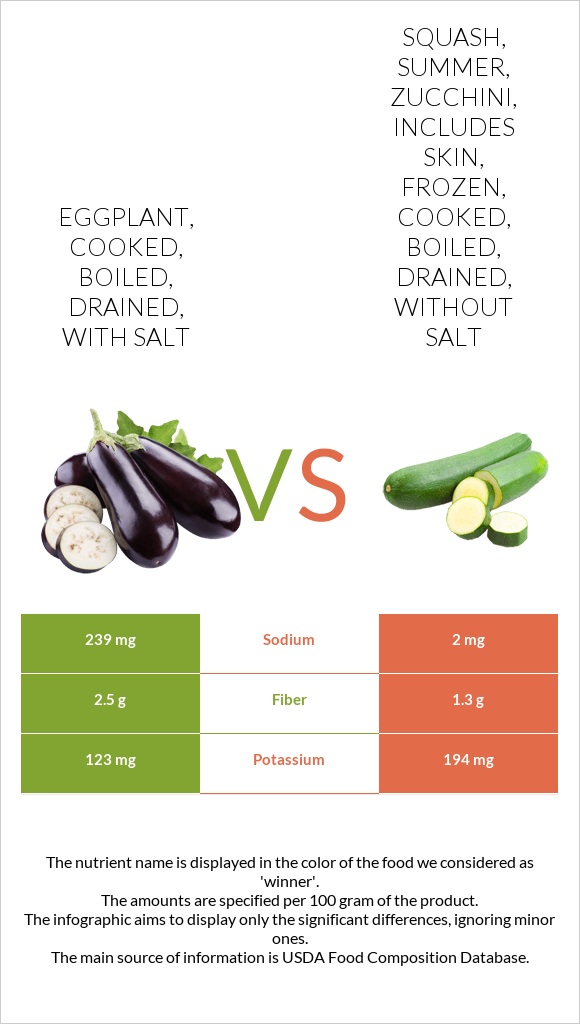 EGGPLANT,
COOKED,
BOILED,
DRAINED,
WITH SALT
SQUASH,
SUMMER,
ZUCCHINI,
INCLUDES
SKIN,
FROZEN,
COOKED,
BOILED,
DRAINED,
WITHOUT
SALT
VS
239 mg Sodium 2 mg
2.5 g Fiber 1.3 g
123 mg Potassium 194 mg
The nutrient name is displayed in the color of the food we considered as
'winner'.
The amounts are specified per 100 gram of the product.
The infographic aims to display only the significant differences, ignoring minor
ones.
The main source of information is USDA Food Composition Database.